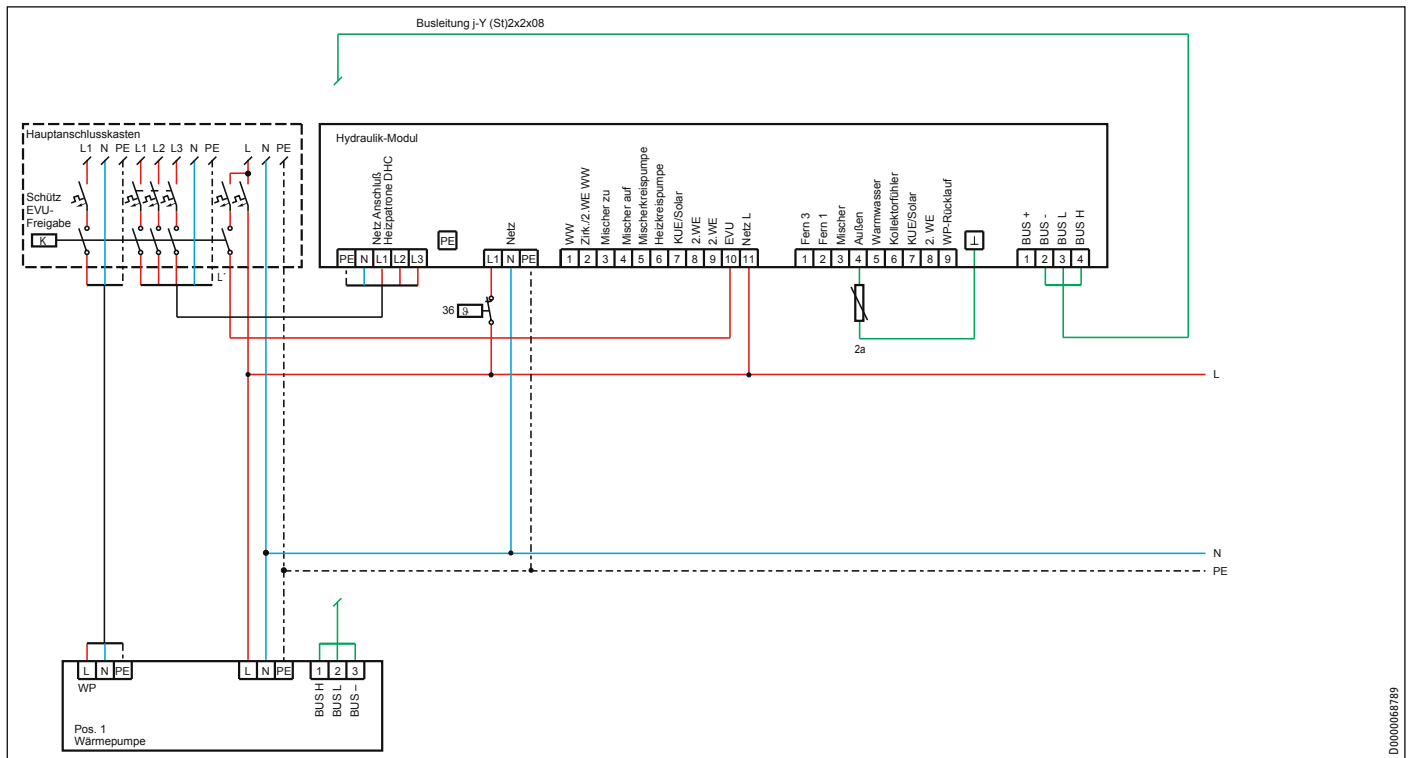 Busleitung j-Y (St)2x2x08
Hauptanschlusskasten
L1 N PE L1 L2 L3 N PE L N PE
Schütz
EVU-
Freigabe
K
L'
Hydraulik-Modul
Netz Anschluß
Heizpatrone DHC
PE N L1 L2 L3
PE
Netz
L1 N PE
WW
Zirk./2.WE WW
Mischer zu
Mischer auf
Mischerkreispumpe
Heizkreispumpe
KUE/Solar
2.WE
2.WE
EVU
Netz L
1 2 3 4 5 6 7 8 9 10 11
Fern 3
Fern 1
Mischer
Außen
Warmwasser
Kollektorfühler
KUE/Solar
2. WE
WP-Rücklauf
1 2 3 4 5 6 7 8 9
⊥
BUS +
BUS -
BUS L
BUS H
1 2 3 4
36 ϑ
2a
L
N
PE
L N PE
WP
L N PE
1 2 3
BUS H
BUS L
BUS –
Pos. 1
Wärmepumpe
D0000068789